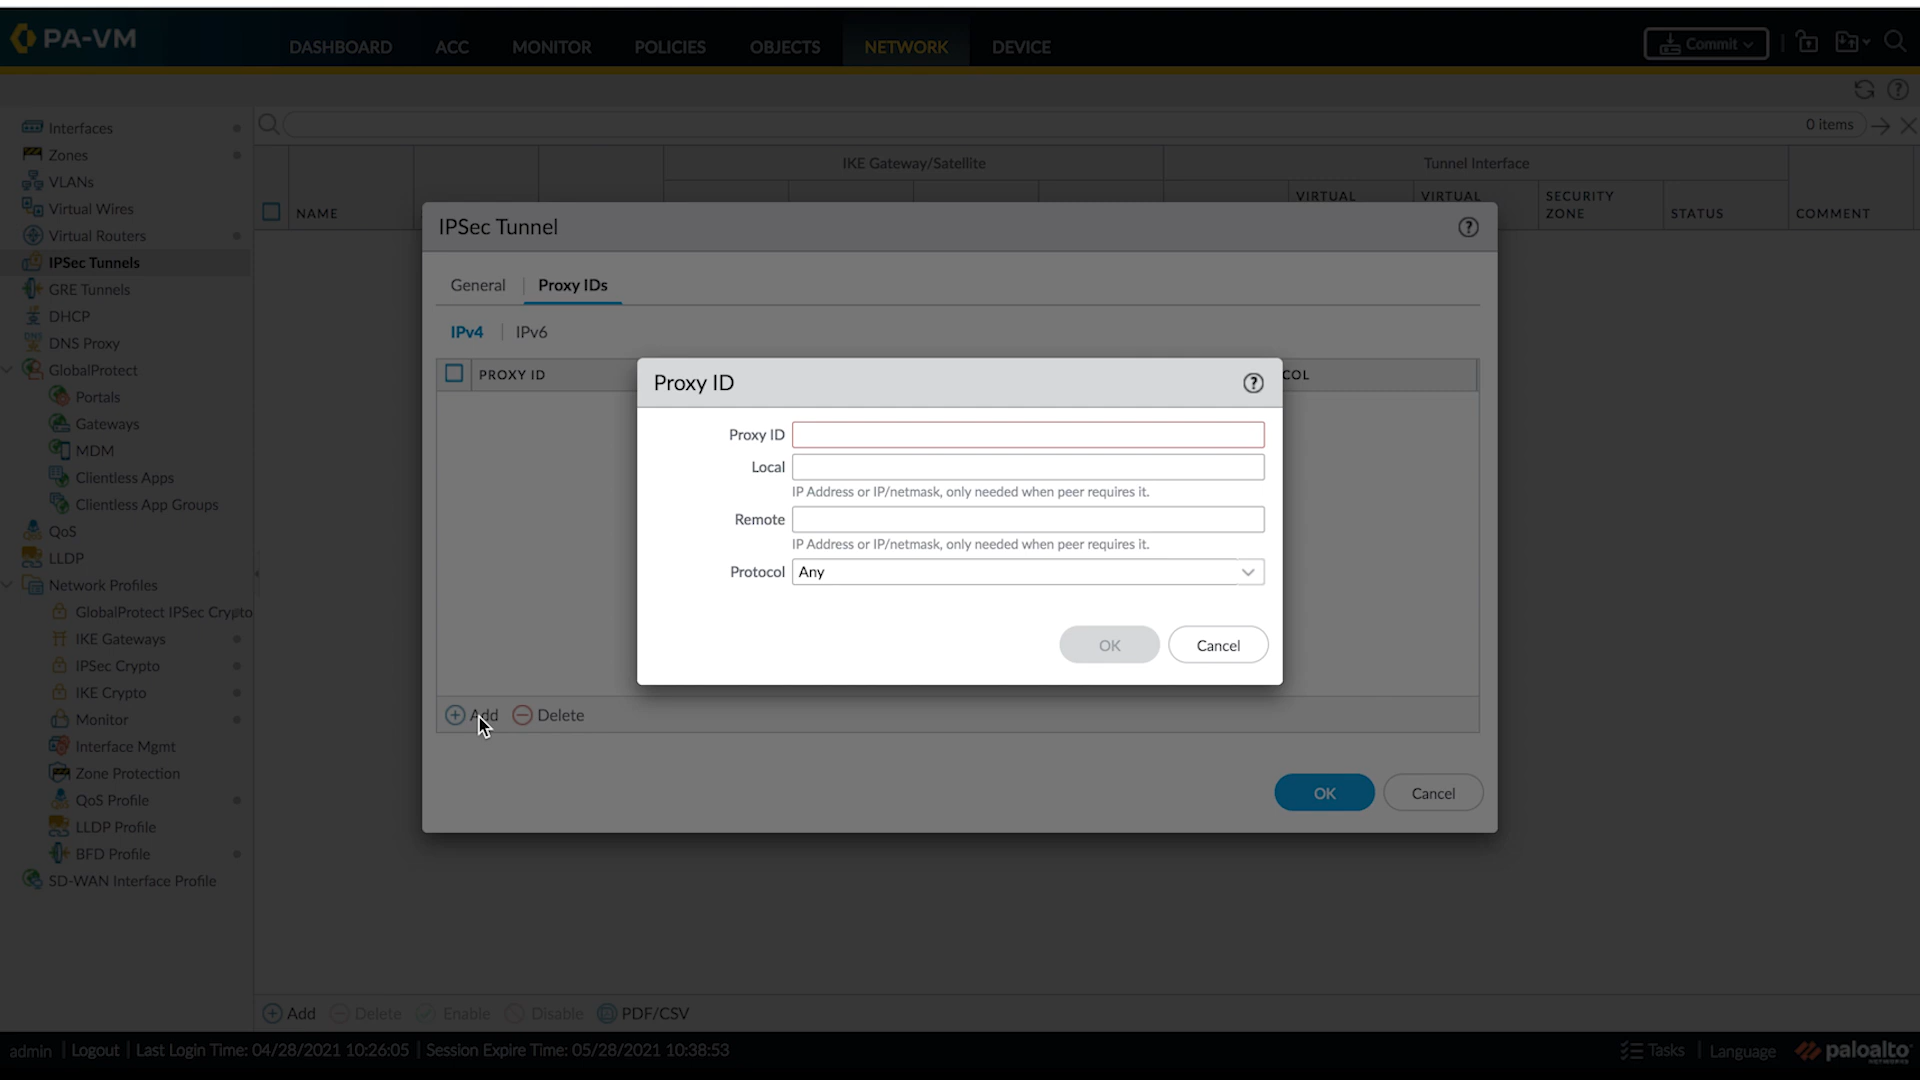 PA-VM
DASHBOARD ACC MONITOR POLICIES OBJECTS NETWORK DEVICE
Commit
Interfaces
Zones
VLANs
Virtual Wires
Virtual Routers
IPSec Tunnels
GRE Tunnels
DHCP
DNS Proxy
GlobalProtect
Portals
Gateways
MDM
Clientless Apps
Clientless App Groups
QoS
LLDP
Network Profiles
GlobalProtect IPSec Crypto
IKE Gateways
IPSec Crypto
IKE Crypto
Monitor
Interface Mgmt
Zone Protection
QoS Profile
LLDP Profile
BFD Profile
SD-WAN Interface Profile
0 items
IKE Gateway/Satellite Tunnel Interface
NAME VIRTUAL VIRTUAL SECURITY ZONE STATUS COMMENT
IPSec Tunnel
General Proxy IDs
IPv4 IPv6
PROXY ID COL
Proxy ID
Proxy ID
Local
IP Address or IP/netmask, only needed when peer requires it.
Remote
IP Address or IP/netmask, only needed when peer requires it.
Protocol Any
OK Cancel
Add Delete
OK Cancel
Add Delete Enable Disable PDF/CSV
admin Logout Last Login Time: 04/28/2021 10:26:05 Session Expire Time: 05/28/2021 10:38:53
Tasks Language paloalto NETWORKS